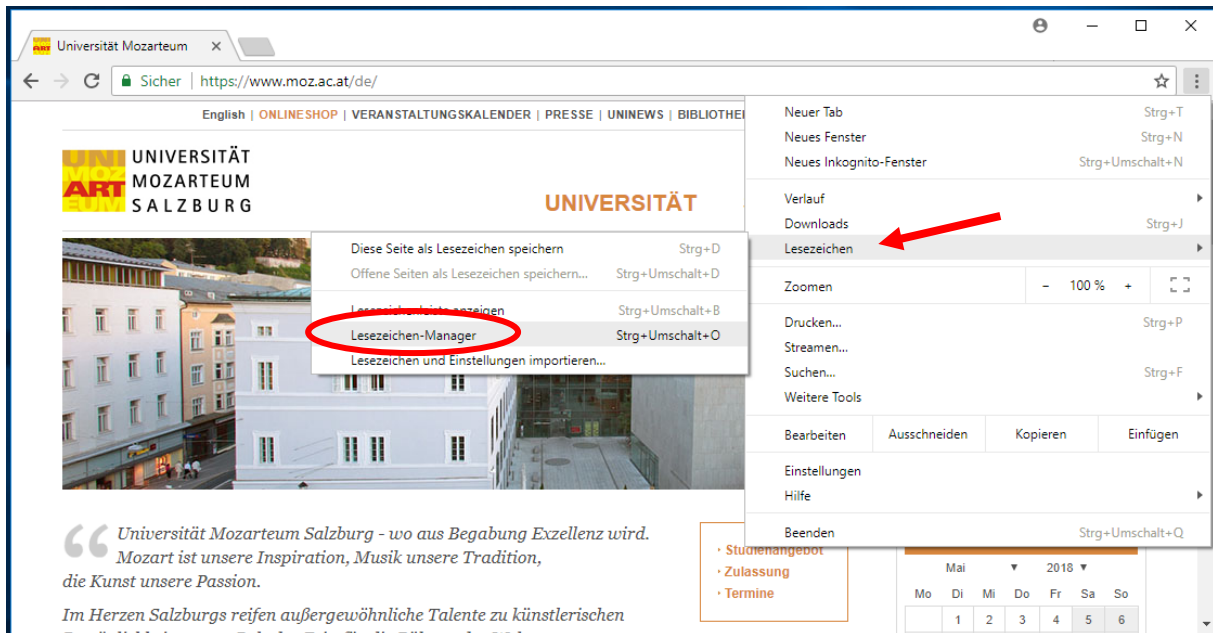 Universität Mozarteum
Sicher | https://www.moz.ac.at/de/
English | ONLINESHOP | VERANSTALTUNGSKALENDER | PRESSE | UNINEWS | BIBLIOTHE
UNI
MOZ
ART
EUM
UNIVERSITÄT
MOZARTEUM
SALZBURG
UNIVERSITÄT
Neuer Tab Strg+T
Neues Fenster Strg+N
Neues Inkognito-Fenster Strg+Umschalt+N
Verlauf
Downloads Strg+J
Lesezeichen
Zoomen - 100 % +
Drucken... Strg+P
Streamen...
Suchen... Strg+F
Weitere Tools
Bearbeiten Ausschneiden Kopieren Einfügen
Einstellungen
Hilfe
Beenden Strg+Umschalt+Q
Diese Seite als Lesezeichen speichern Strg+D
Offene Seiten als Lesezeichen speichern... Strg+Umschalt+D
Lesezeichenleiste anzeigen Strg+Umschalt+B
Lesezeichen-Manager Strg+Umschalt+O
Lesezeichen und Einstellungen importieren...
Universität Mozarteum Salzburg - wo aus Begabung Exzellenz wird.
Mozart ist unsere Inspiration, Musik unsere Tradition,
die Kunst unsere Passion.
Im Herzen Salzburgs reifen außergewöhnliche Talente zu künstlerischen
› Studienangebot
› Zulassung
› Termine
Mai 2018
Mo Di Mi Do Fr Sa So
1 2 3 4 5 6